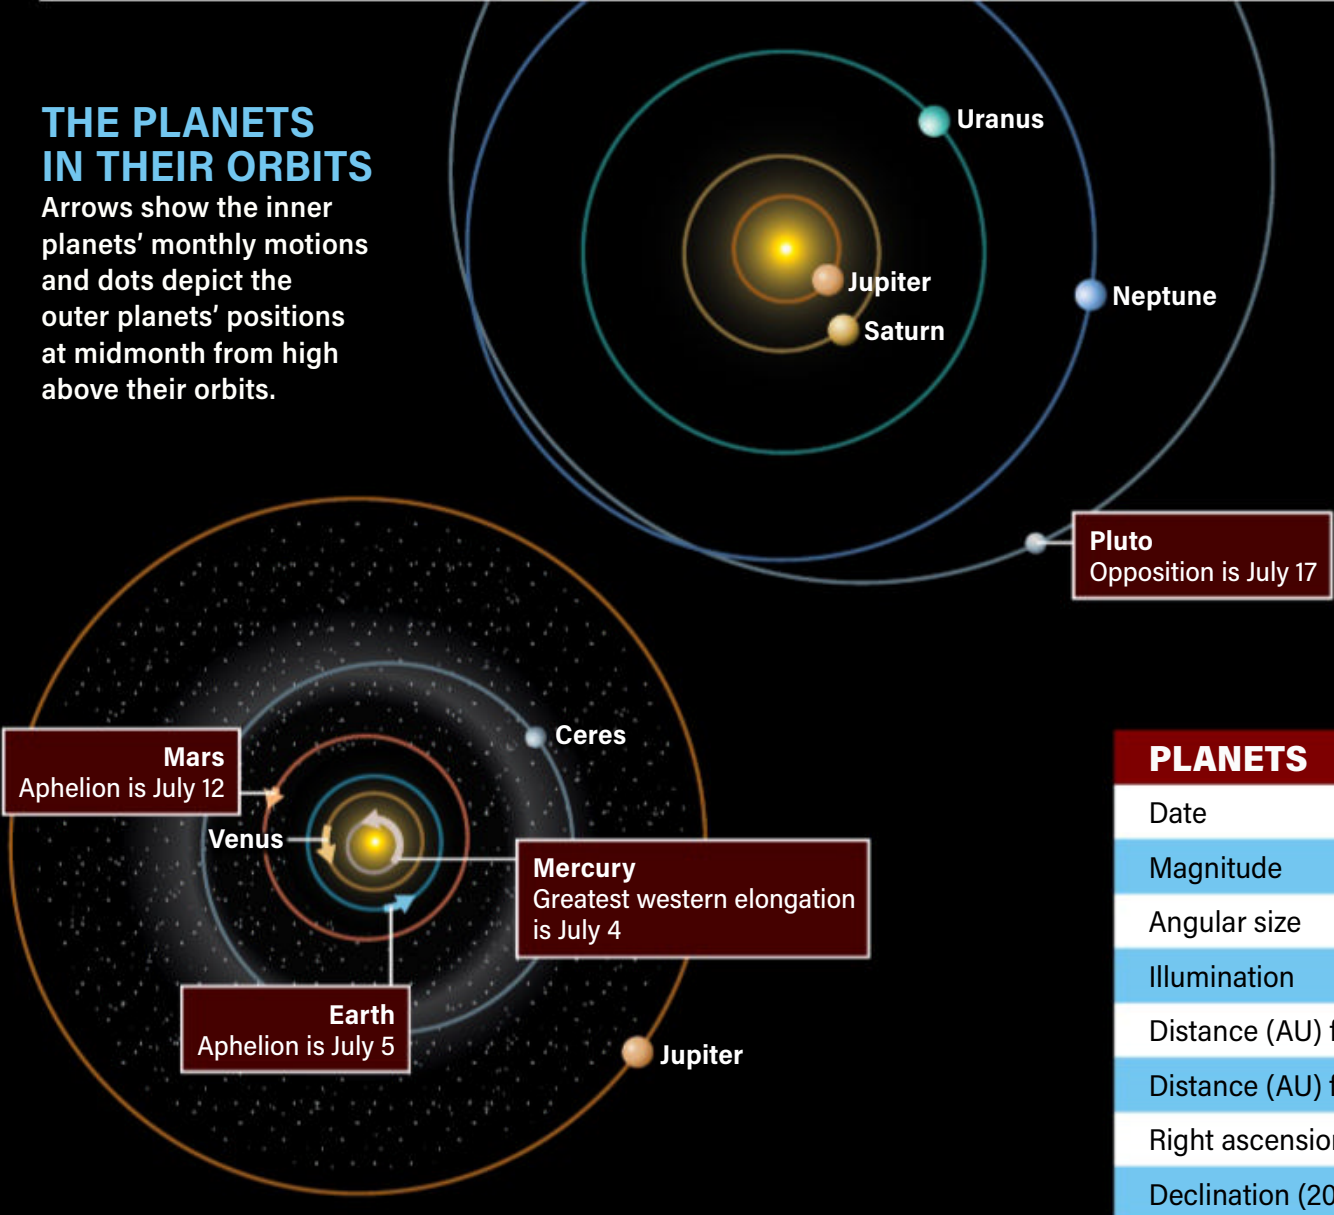 THE PLANETS
IN THEIR ORBITS
Arrows show the inner
planets’ monthly motions
and dots depict the
outer planets’ positions
at midmonth from high
above their orbits.
Uranus
Jupiter
Saturn
Neptune
Pluto
Opposition is July 17
Ceres
Mars
Aphelion is July 12
Venus
Mercury
Greatest western elongation
is July 4
Earth
Aphelion is July 5
Jupiter
PLANETS
Date
Magnitude
Angular size
Illumination
Distance (AU)
Distance (AU)
Right ascension
Declination (20